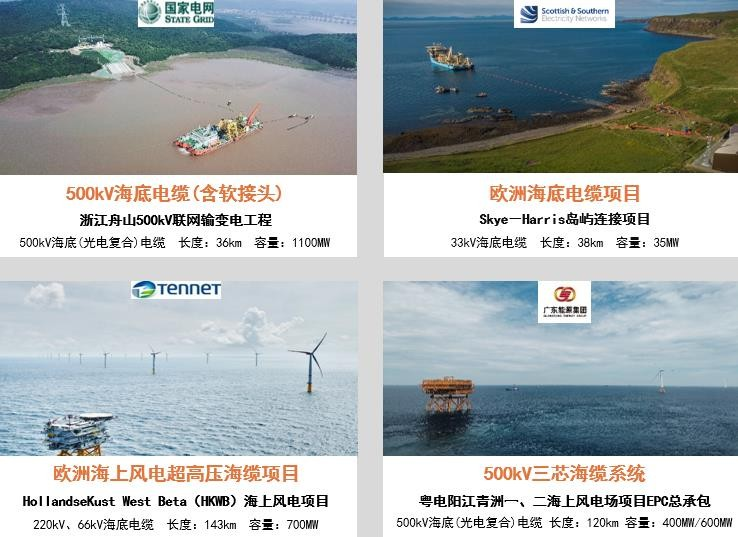 国家电网
STATE GRID
500kV海底电缆(含软接头)
浙江舟山500kV联网输变电工程
500kV海底(光电复合)电缆 长度：36km 容量：1100MW
Scottish & Southern
Electricity Networks
欧洲海底电缆项目
Skye—Harris岛屿连接项目
33kV海底电缆 长度：38km 容量：35MW
TENNET
欧洲海上风电超高压海缆项目
HollandseKust West Beta（HKWB）海上风电项目
220kV、66kV海底电缆 长度：143km 容量：700MW
广东能源集团
GUANGDONG ENERGY GROUP
500kV三芯海缆系统
粤电阳江青洲一、二海上风电场项目EPC总承包
500kV海底(光电复合)电缆 长度：120km 容量：400MW/600MW